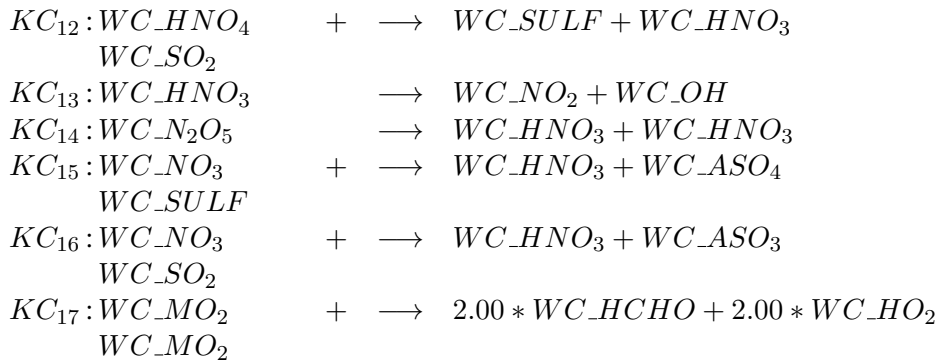 KC₁₂: WC_HNO₄ + ⟶ WC_SULF + WC_HNO₃
WC_SO₂
KC₁₃: WC_HNO₃ ⟶ WC_NO₂ + WC_OH
KC₁₄: WC_N₂O₅ ⟶ WC_HNO₃ + WC_HNO₃
KC₁₅: WC_NO₃ + ⟶ WC_HNO₃ + WC_ASO₄
WC_SULF
KC₁₆: WC_NO₃ + ⟶ WC_HNO₃ + WC_ASO₃
WC_SO₂
KC₁₇: WC_MO₂ + ⟶ 2.00 * WC_HCHO + 2.00 * WC_HO₂
WC_MO₂